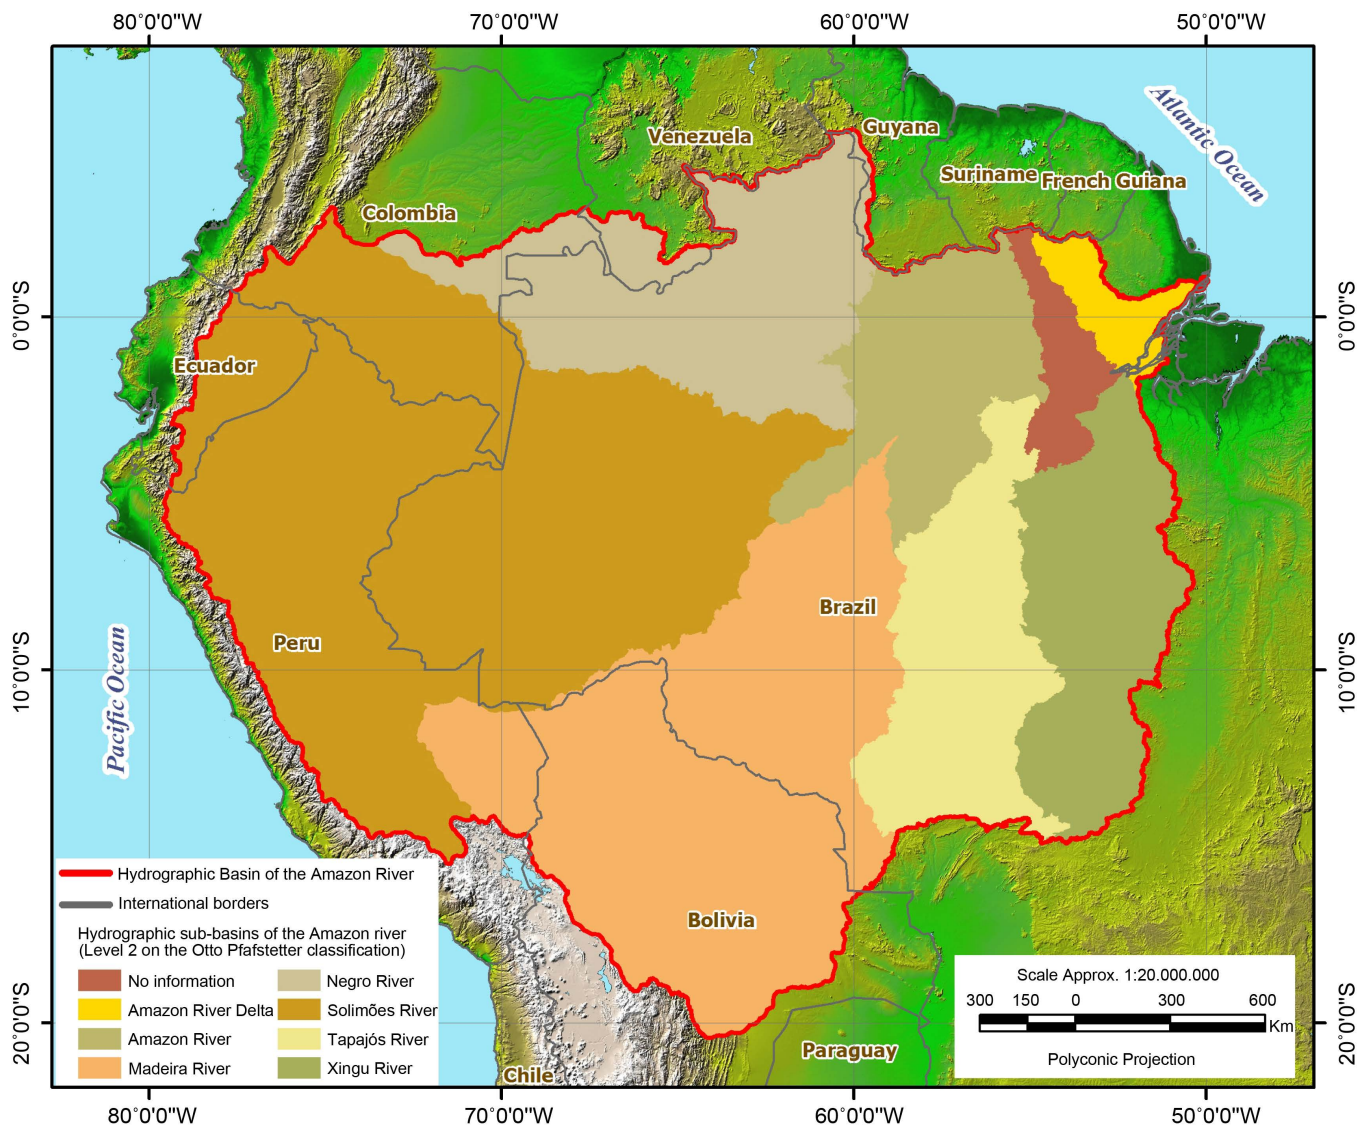 80°0'0"W 70°0'0"W 60°0'0"W 50°0'0"W
Atlantic Ocean
Venezuela
Guyana
Suriname
French Guiana
Colombia
0°0'0"S
0°0'0"S
Ecuador
Brazil
Peru
10°0'0"S
10°0'0"S
Pacific Ocean
Bolivia
Paraguay
Chile
20°0'0"S
20°0'0"S
Hydrographic Basin of the Amazon River
International borders
Hydrographic sub-basins of the Amazon river
(Level 2 on the Otto Pfafstetter classification)
No information
Amazon River Delta
Amazon River
Madeira River
Negro River
Solimões River
Tapajós River
Xingu River
Scale Approx. 1:20.000.000
300 150 0 300 600
Km
Polyconic Projection
80°0'0"W 70°0'0"W 60°0'0"W 50°0'0"W